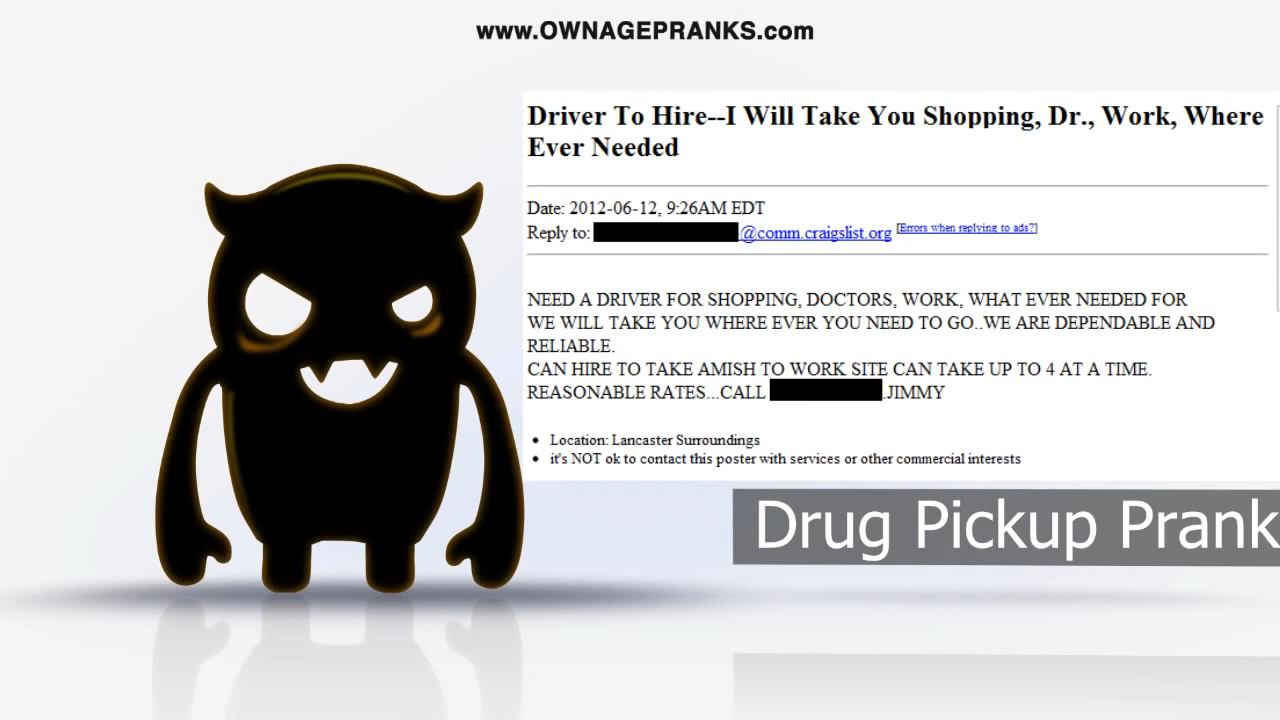 www.OWNAGEPRANKS.com
Driver To Hire--I Will Take You Shopping, Dr., Work, Where
Ever Needed
Date: 2012-06-12, 9:26AM EDT
Reply to: @comm.craigslist.org [Errors when replying to ads?]
NEED A DRIVER FOR SHOPPING, DOCTORS, WORK, WHAT EVER NEEDED FOR
WE WILL TAKE YOU WHERE EVER YOU NEED TO GO..WE ARE DEPENDABLE AND
RELIABLE.
CAN HIRE TO TAKE AMISH TO WORK SITE CAN TAKE UP TO 4 AT A TIME.
REASONABLE RATES...CALL .JIMMY
• Location: Lancaster Surroundings
• it's NOT ok to contact this poster with services or other commercial interests
Drug Pickup Prank